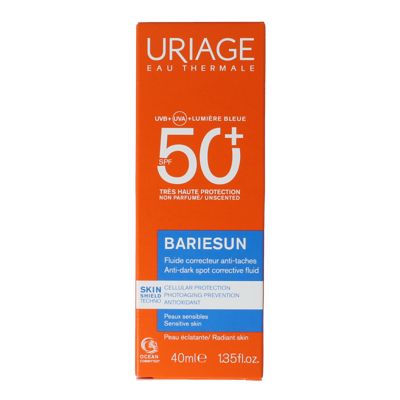 URIAGE
EAU THERMALE
UVB+ UVA +LUMIÈRE BLEUE
SPF 50+
TRÈS HAUTE PROTECTION
NON PARFUMÉ/ UNSCENTED
BARIESUN
Fluide correcteur anti-taches
Anti-dark spot corrective fluid
SKIN
SHIELD
TECHNO
CELLULAR PROTECTION
PHOTOAGING PREVENTION
ANTIOXIDANT
Peaux sensibles
Sensitive skin
Peau éclatante/ Radiant skin
OCEAN
COMMITTED
40ml℮ 1.35fl.oz.